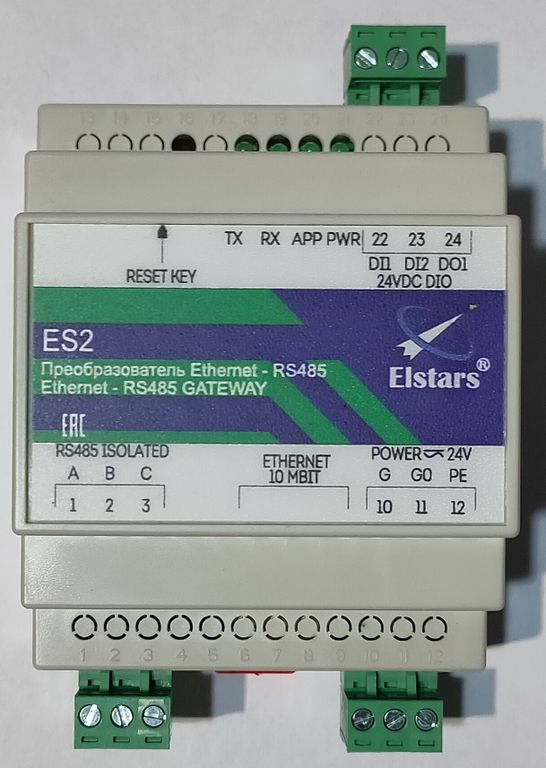 13 14 15 16 17 18 19 20 21 22 23 24
TX RX APP PWR 22 23 24
DI1 DI2 DO1
24VDC DIO
RESET KEY
ES2
Преобразователь Ethernet - RS485
Ethernet - RS485 GATEWAY
Elstars®
EAC
RS485 ISOLATED
A B C
1 2 3
ETHERNET
10 MBIT
POWER 24V
G G0 PE
10 11 12
1 2 3 4 5 6 7 8 9 10 11 12